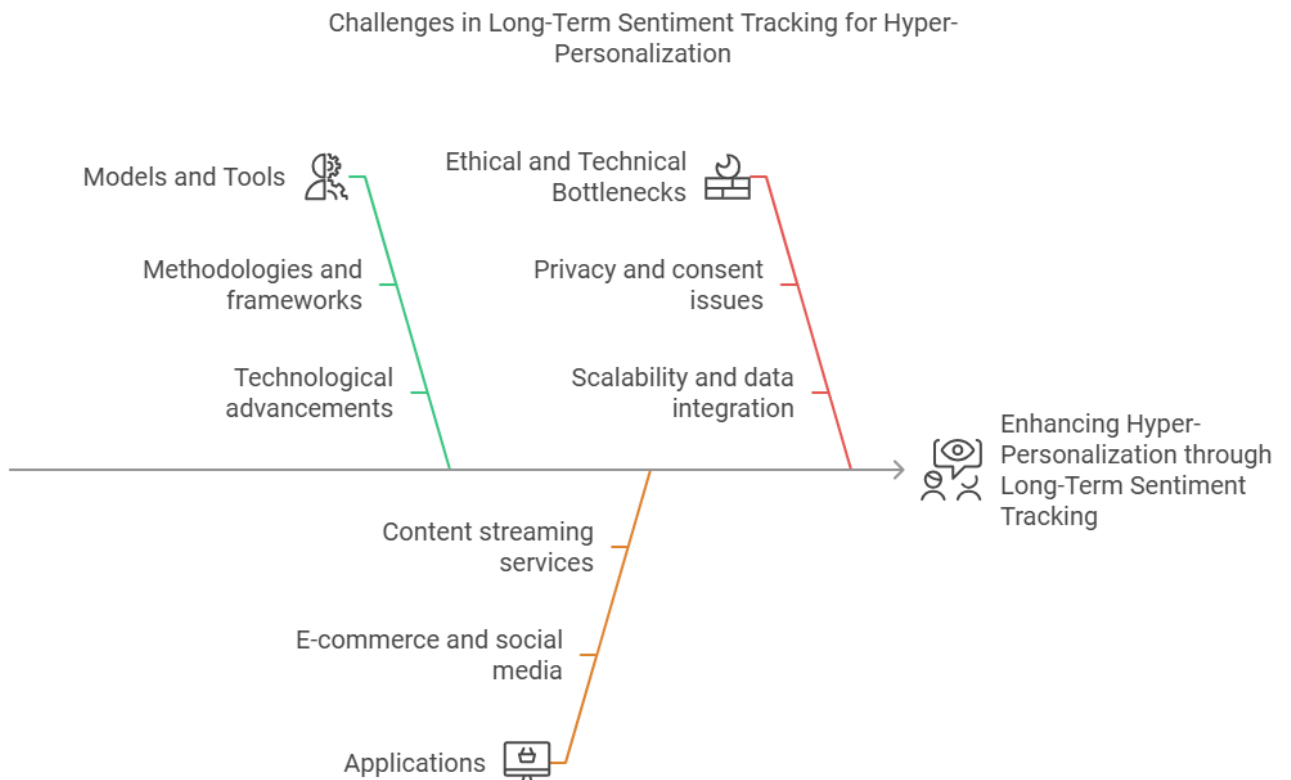 Challenges in Long-Term Sentiment Tracking for Hyper-
Personalization
Models and Tools
Methodologies and
frameworks
Technological
advancements
Ethical and Technical
Bottlenecks
Privacy and consent
issues
Scalability and data
integration
Enhancing Hyper-
Personalization through
Long-Term Sentiment
Tracking
Content streaming
services
E-commerce and social
media
Applications